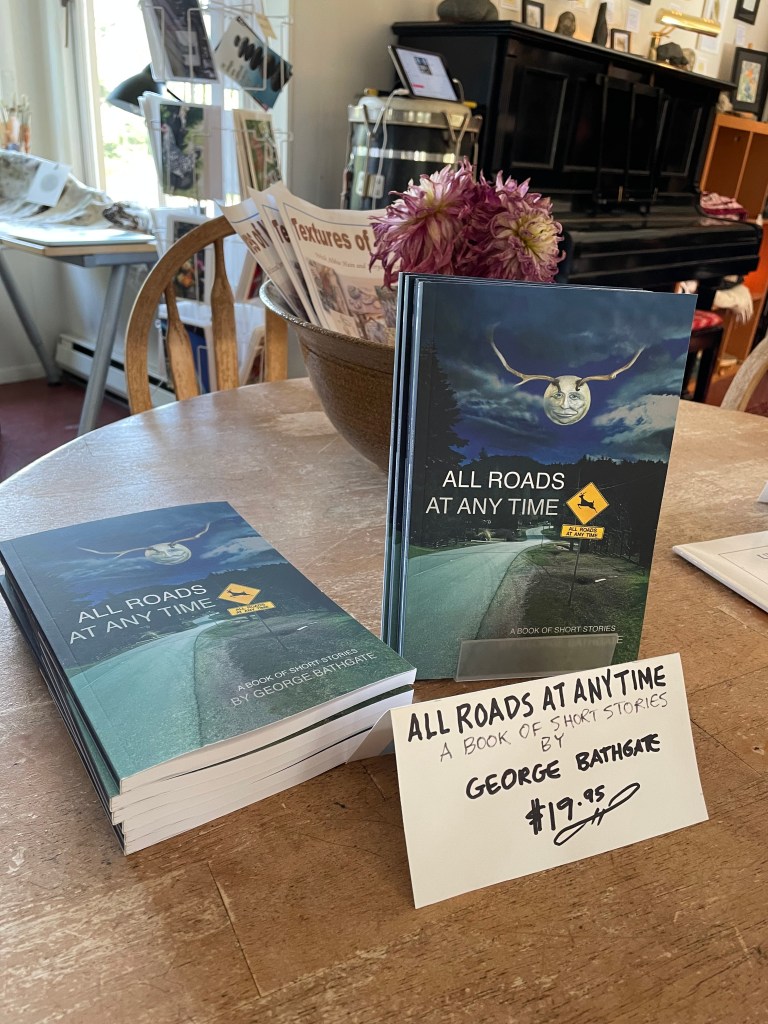 Textures of
ALL ROADS
AT ANY TIME
ALL ROADS
AT ANY TIME
A BOOK OF SHORT STORIES
ALL ROADS
AT ANY TIME
ALL ROADS
AT ANY TIME
A BOOK OF SHORT STORIES
BY GEORGE BATHGATE
ALL ROADS AT ANY TIME
A BOOK OF SHORT STORIES
BY
GEORGE BATHGATE
$19.95